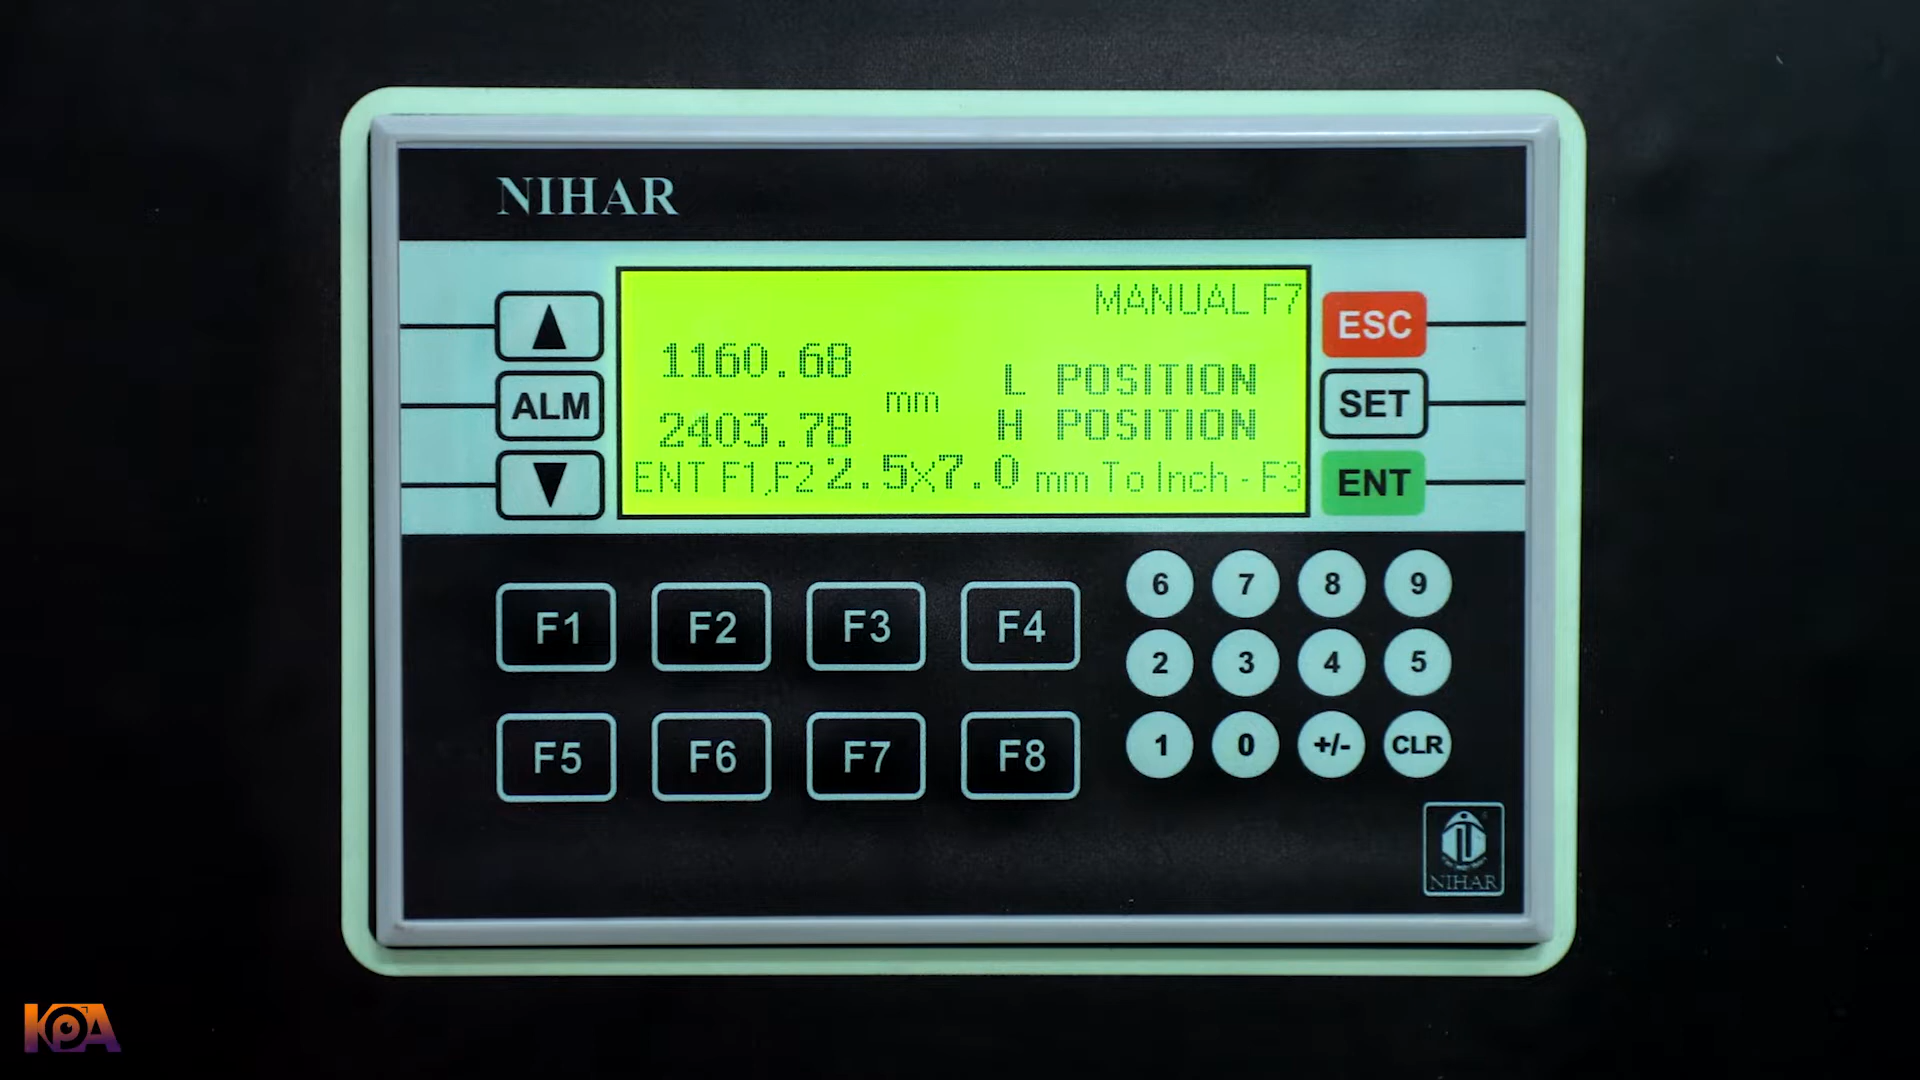 NIHAR
MANUAL F7
1160.68
mm
2403.78
L POSITION
H POSITION
ENT F1,F2 2.5X7.0 mm To Inch - F3
ALM
ESC
SET
ENT
F1 F2 F3 F4
F5 F6 F7 F8
6 7 8 9
2 3 4 5
1 0 +/- CLR
NIHAR
KPA